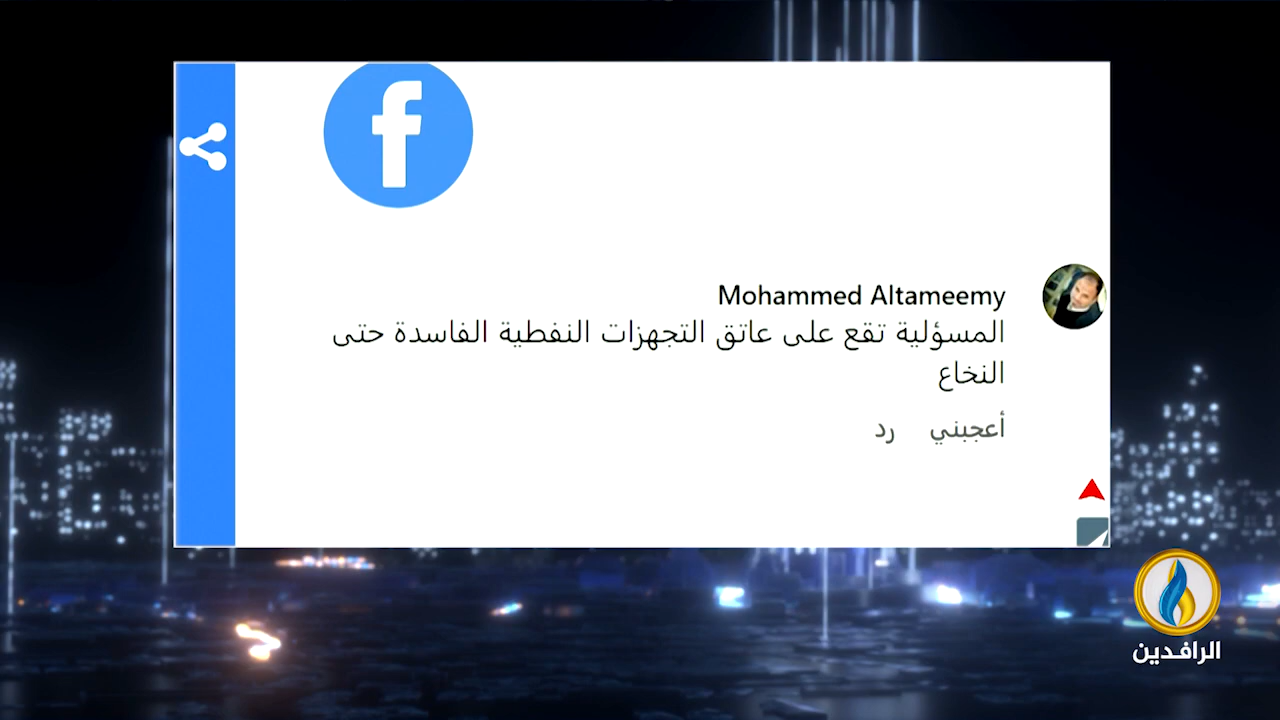 Mohammed Altameemy
المسؤلية تقع على عاتق التجهزات النفطية الفاسدة حتى
النخاع
أعجبني رد
الرافدين